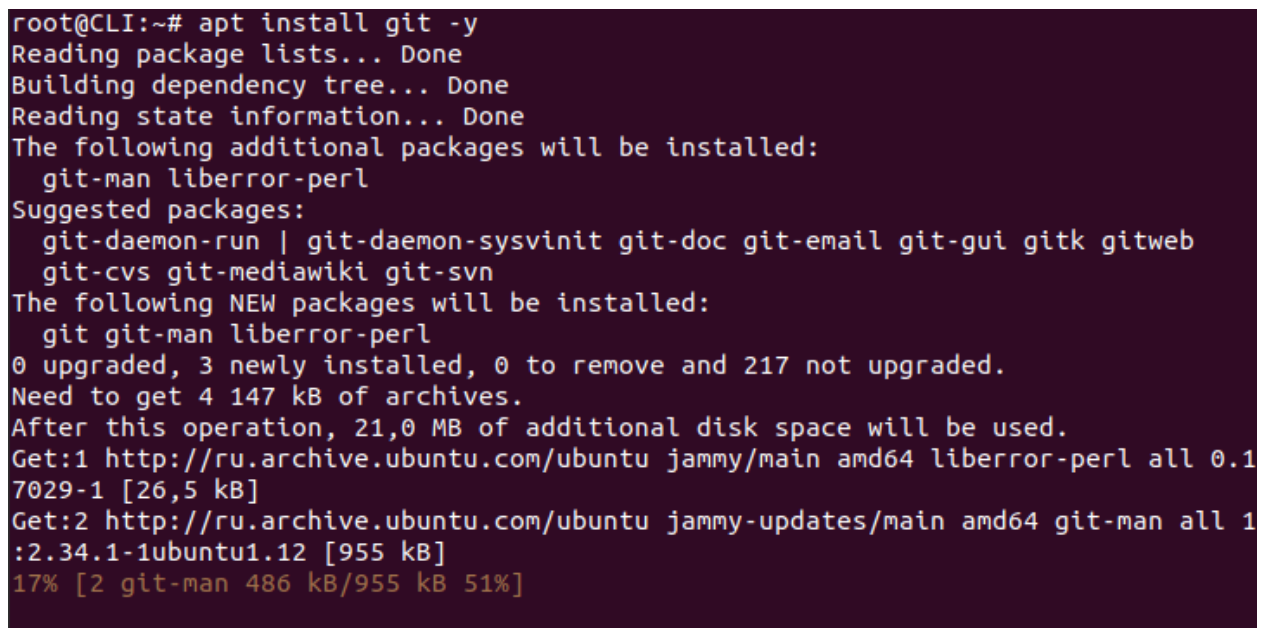 root@CLI:~# apt install git -y
Reading package lists... Done
Building dependency tree... Done
Reading state information... Done
The following additional packages will be installed:
  git-man liberror-perl
Suggested packages:
  git-daemon-run | git-daemon-sysvinit git-doc git-email git-gui gitk gitweb
  git-cvs git-mediawiki git-svn
The following NEW packages will be installed:
  git git-man liberror-perl
0 upgraded, 3 newly installed, 0 to remove and 217 not upgraded.
Need to get 4 147 kB of archives.
After this operation, 21,0 MB of additional disk space will be used.
Get:1 http://ru.archive.ubuntu.com/ubuntu jammy/main amd64 liberror-perl all 0.1
7029-1 [26,5 kB]
Get:2 http://ru.archive.ubuntu.com/ubuntu jammy-updates/main amd64 git-man all 1
:2.34.1-1ubuntu1.12 [955 kB]
17% [2 git-man 486 kB/955 kB 51%]